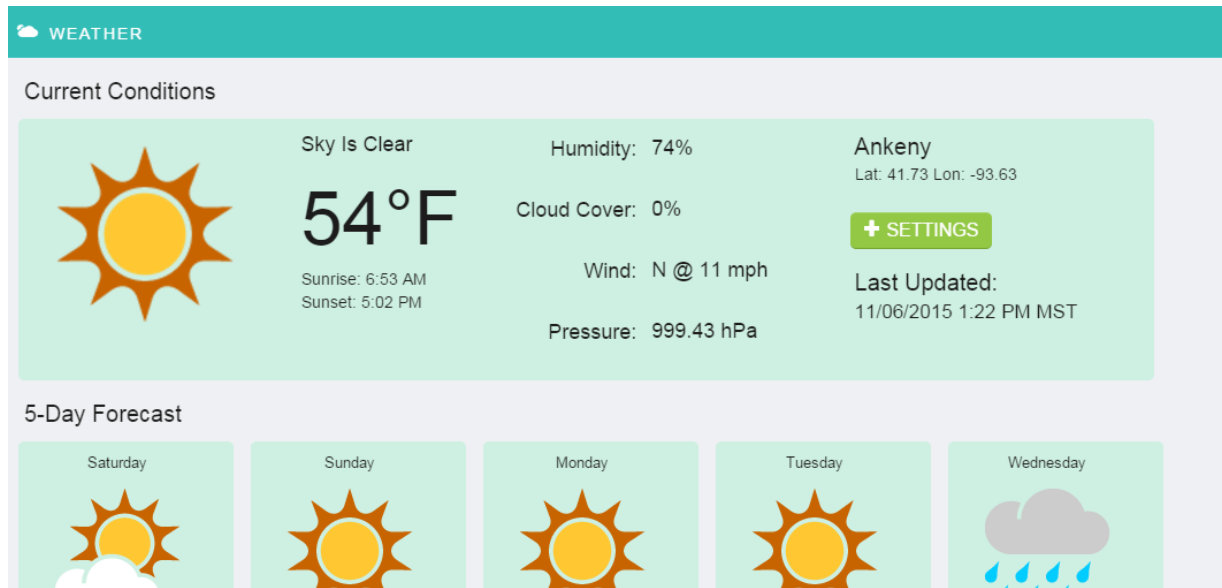 WEATHER
Current Conditions
Sky Is Clear
54°F
Sunrise: 6:53 AM
Sunset: 5:02 PM
Humidity: 74%
Cloud Cover: 0%
Wind: N @ 11 mph
Pressure: 999.43 hPa
Ankeny
Lat: 41.73 Lon: -93.63
+ SETTINGS
Last Updated:
11/06/2015 1:22 PM MST
5-Day Forecast
Saturday
Sunday
Monday
Tuesday
Wednesday